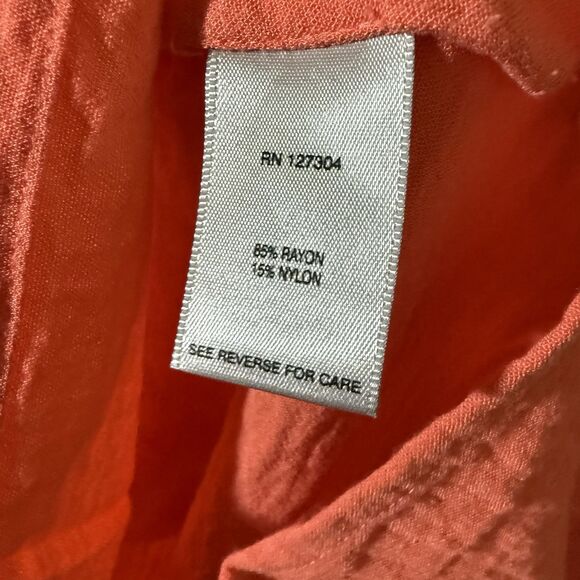 RN 127304
85% RAYON
15% NYLON
SEE REVERSE FOR CARE